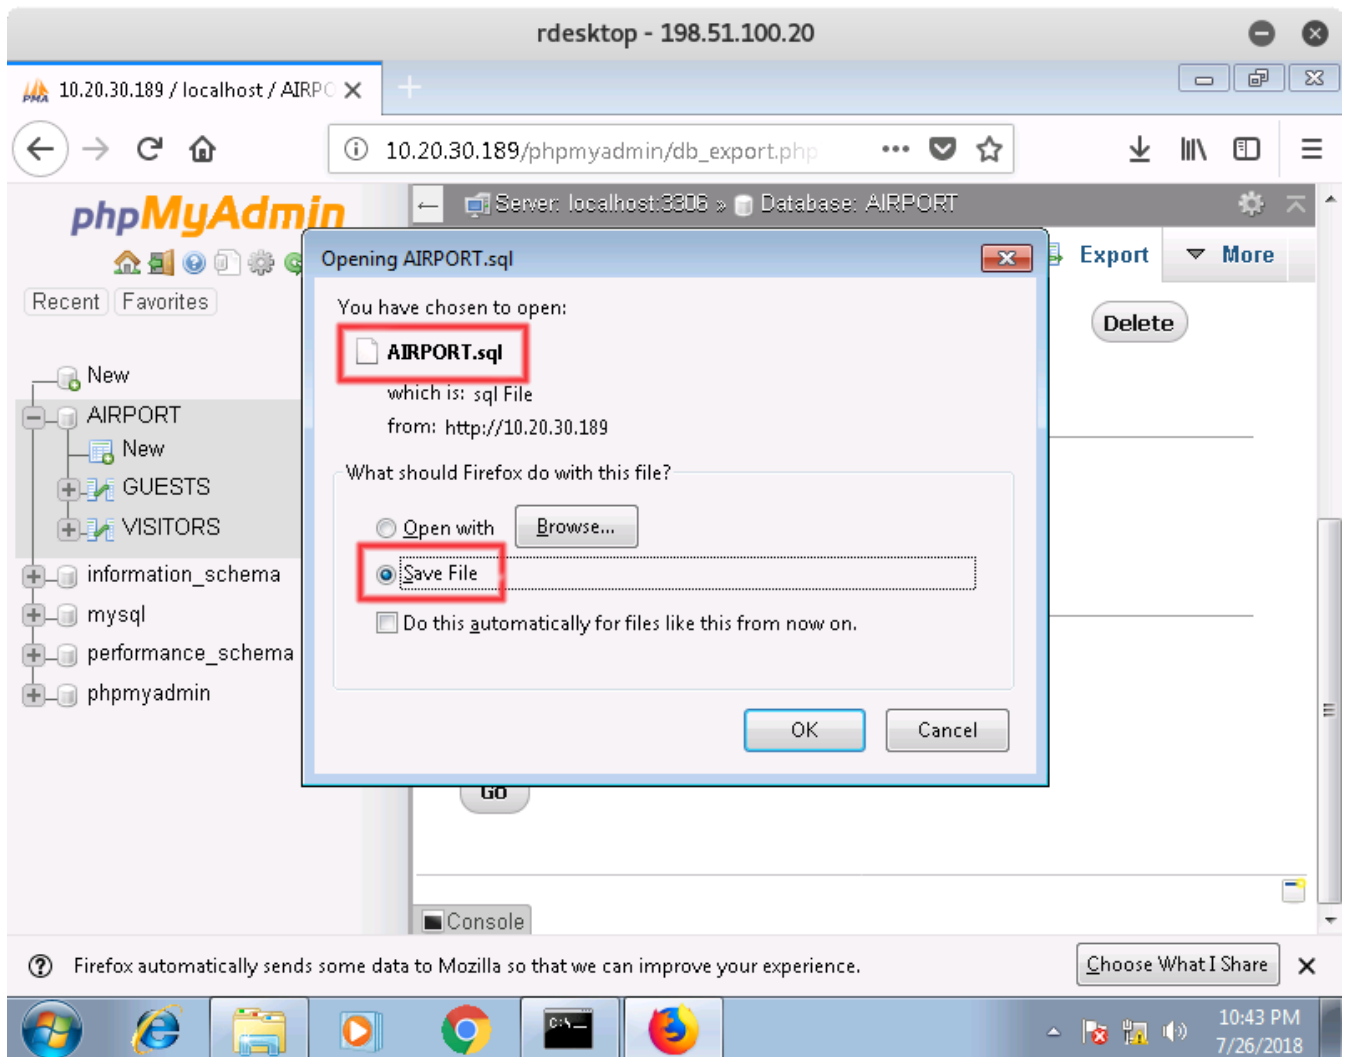 rdesktop - 198.51.100.20
10.20.30.189 / localhost / AIRPO
10.20.30.189/phpmyadmin/db_export.php
phpMyAdmin
Server: localhost:3306 » Database: AIRPORT
Export
More
Recent
Favorites
Delete
New
AIRPORT
New
GUESTS
VISITORS
information_schema
mysql
performance_schema
phpmyadmin
Opening AIRPORT.sql
You have chosen to open:
AIRPORT.sql
which is: sql File
from: http://10.20.30.189
What should Firefox do with this file?
Open with
Browse...
Save File
Do this automatically for files like this from now on.
OK
Cancel
Go
Console
Firefox automatically sends some data to Mozilla so that we can improve your experience.
Choose What I Share
10:43 PM
7/26/2018